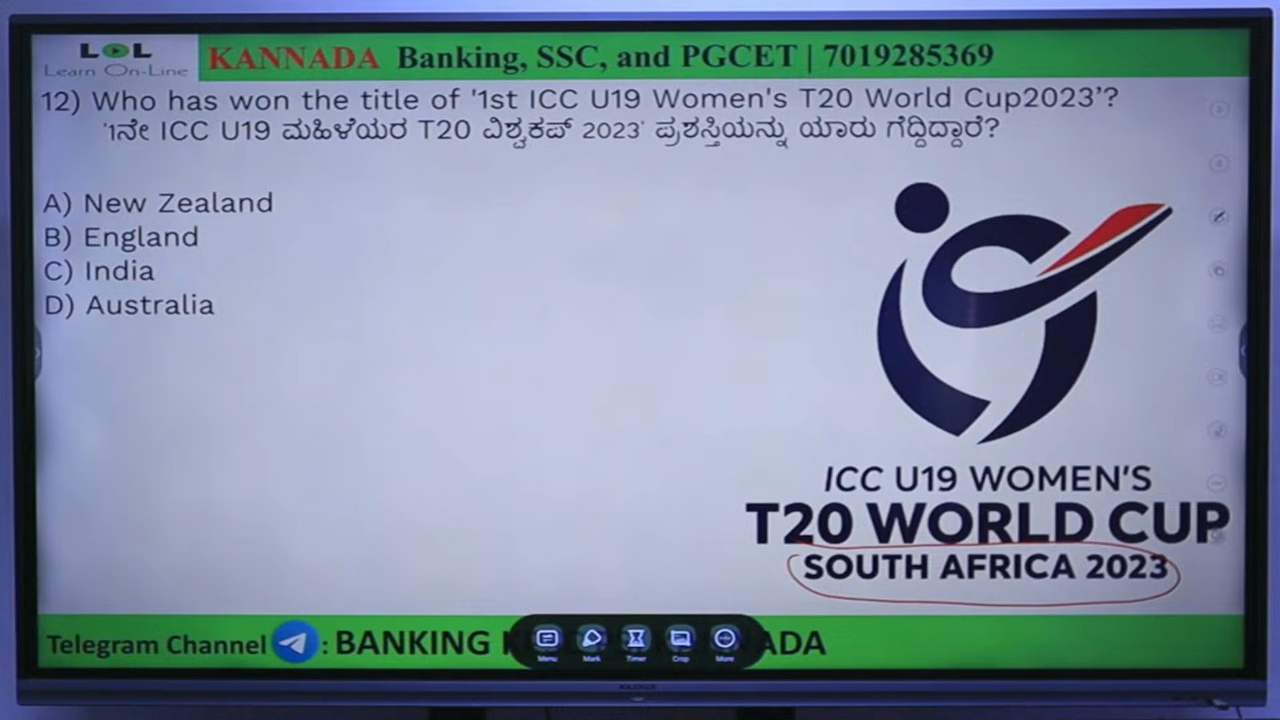 LOL
Learn On-Line
KANNADA Banking, SSC, and PGCET | 7019285369
12) Who has won the title of '1st ICC U19 Women's T20 World Cup2023'?
'1ನೇ ICC U19 ಮಹಿಳೆಯರ T20 ವಿಶ್ವಕಪ್ 2023' ಪ್ರಶಸ್ತಿಯನ್ನು ಯಾರು ಗೆದ್ದಿದ್ದಾರೆ?
A) New Zealand
B) England
C) India
D) Australia
ICC U19 WOMEN'S
T20 WORLD CUP
SOUTH AFRICA 2023
Telegram Channel : BANKING
Menu Mark Timer Crop More